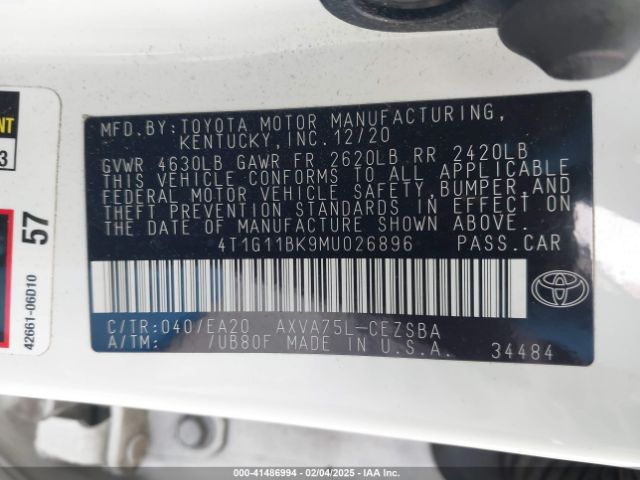 MFD. BY: TOYOTA MOTOR MANUFACTURING,
KENTUCKY, INC. 12/20
GVWR 4630LB GAWR FR 2620LB RR 2420LB
THIS VEHICLE CONFORMS TO ALL APPLICABLE
FEDERAL MOTOR VEHICLE SAFETY, BUMPER, AND
THEFT PREVENTION STANDARDS IN EFFECT ON
THE DATE OF MANUFACTURE SHOWN ABOVE.
4T1G11BK9MU026896 PASS.CAR
C/TR: 040/EA20 AXVA75L-CEZSBA
A/TM: /UB80F MADE IN U.S.A. 34484
57
42661-06D10
3
000-41486994 - 02/04/2025 - IAA Inc.